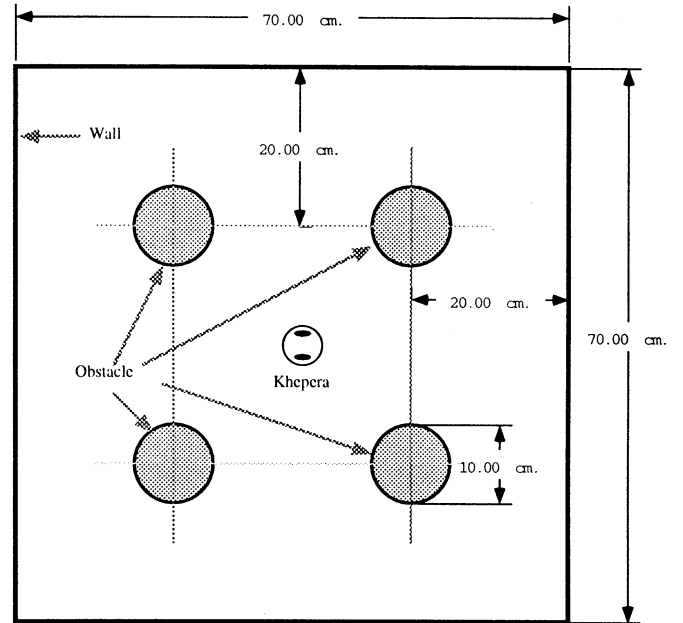 70.00 cm.
Wall
20.00 cm.
20.00 cm.
70.00 cm.
Obstacle
Khepera
10.00 cm.